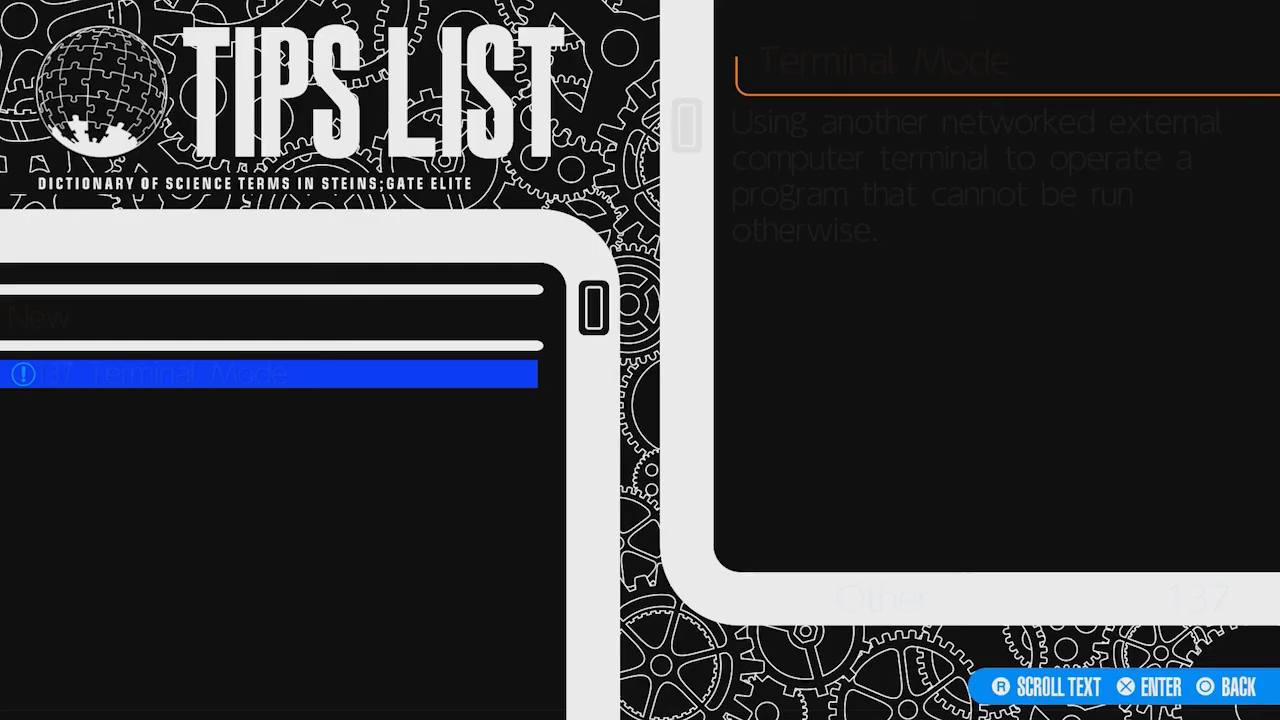 TIPS LIST
DICTIONARY OF SCIENCE TERMS IN STEINS;GATE ELITE
New
137 Terminal Mode
Terminal Mode
Using another networked external
computer terminal to operate a
program that cannot be run
otherwise.
Other 137
R SCROLL TEXT ENTER BACK